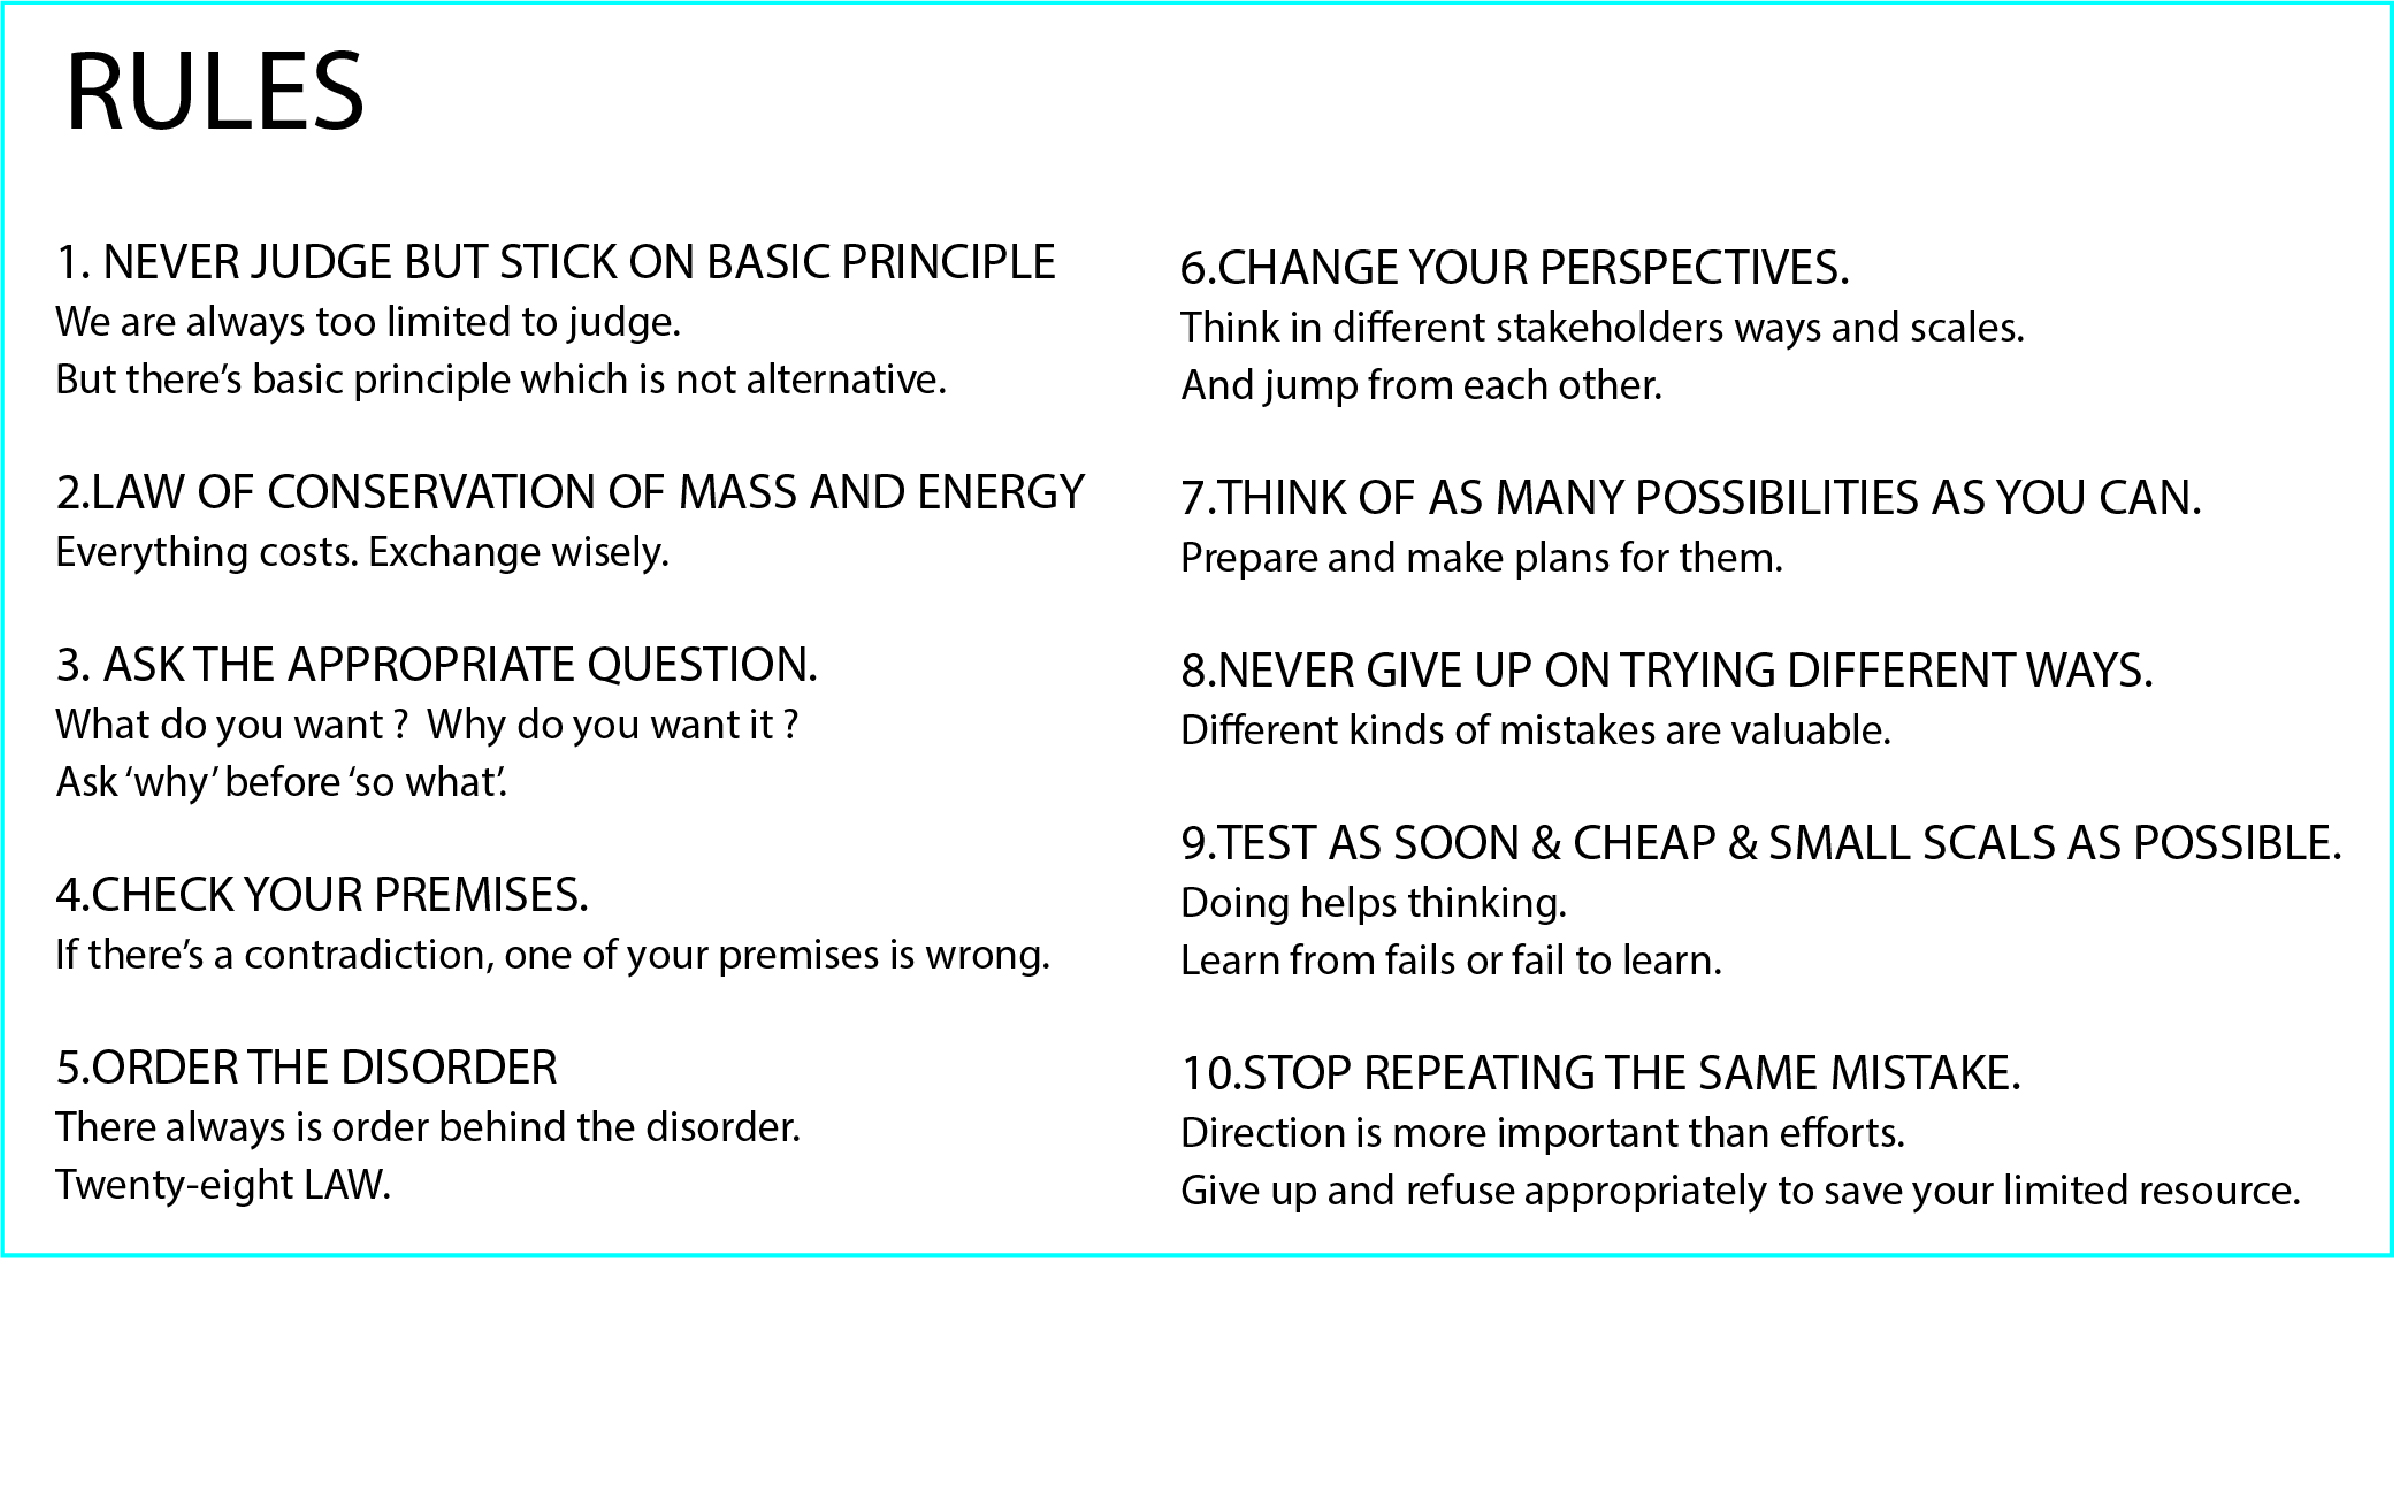 RULES
1. NEVER JUDGE BUT STICK ON BASIC PRINCIPLE
We are always too limited to judge.
But there’s basic principle which is not alternative.
2.LAW OF CONSERVATION OF MASS AND ENERGY
Everything costs. Exchange wisely.
3. ASK THE APPROPRIATE QUESTION.
What do you want ?  Why do you want it ?
Ask ‘why’ before ‘so what’.
4.CHECK YOUR PREMISES.
If there’s a contradiction, one of your premises is wrong.
5.ORDER THE DISORDER
There always is order behind the disorder.
Twenty-eight LAW.
6.CHANGE YOUR PERSPECTIVES.
Think in different stakeholders ways and scales.
And jump from each other.
7.THINK OF AS MANY POSSIBILITIES AS YOU CAN.
Prepare and make plans for them.
8.NEVER GIVE UP ON TRYING DIFFERENT WAYS.
Different kinds of mistakes are valuable.
9.TEST AS SOON & CHEAP & SMALL SCALS AS POSSIBLE.
Doing helps thinking.
Learn from fails or fail to learn.
10.STOP REPEATING THE SAME MISTAKE.
Direction is more important than efforts.
Give up and refuse appropriately to save your limited resource.